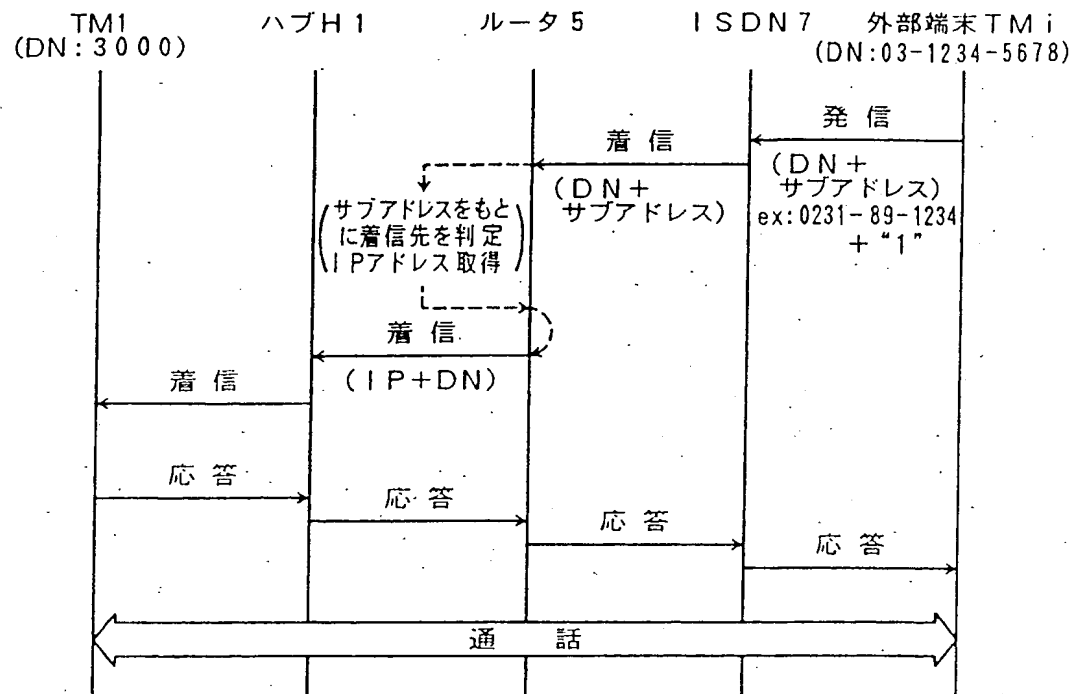 TM1 ハブH1 ルータ5 ISDN7 外部端末TMi
(DN:3000) (DN:03-1234-5678)
発信
着信
(DN+
サブアドレス)
ex:0231-89-1234
+“1”
(DN+
サブアドレス)
(サブアドレスをもと
に着信先を判定
IPアドレス取得)
着信
(IP+DN)
着信
応答
応答
応答
応答
通話